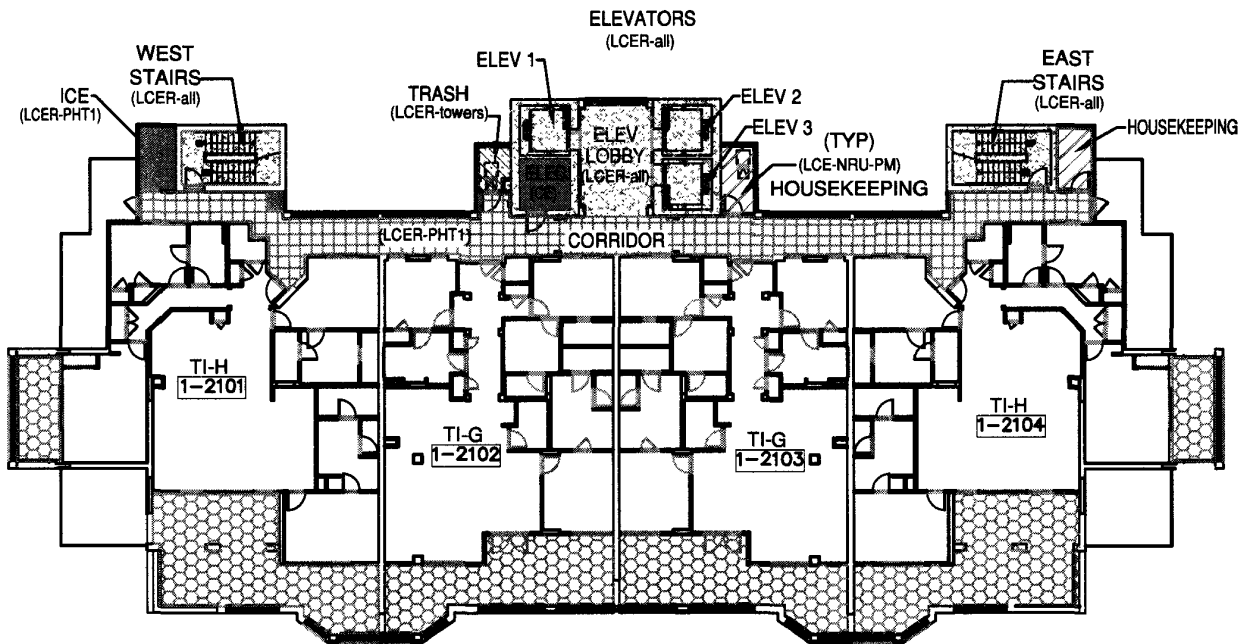 ELEVATORS
(LCER-all)
WEST
STAIRS
(LCER-all)
ELEV 1
EAST
STAIRS
(LCER-all)
ICE
(LCER-PHT1)
TRASH
(LCER-towers)
ELEV 2
ELEV 3
HOUSEKEEPING
ELEV
LOBBY
(LCER-all)
(TYP)
(LCE-NRU-PM)
HOUSEKEEPING
(LCER-PHT1)
CORRIDOR
TI-H
1-2101
TI-G
1-2102
TI-G
1-2103
TI-H
1-2104